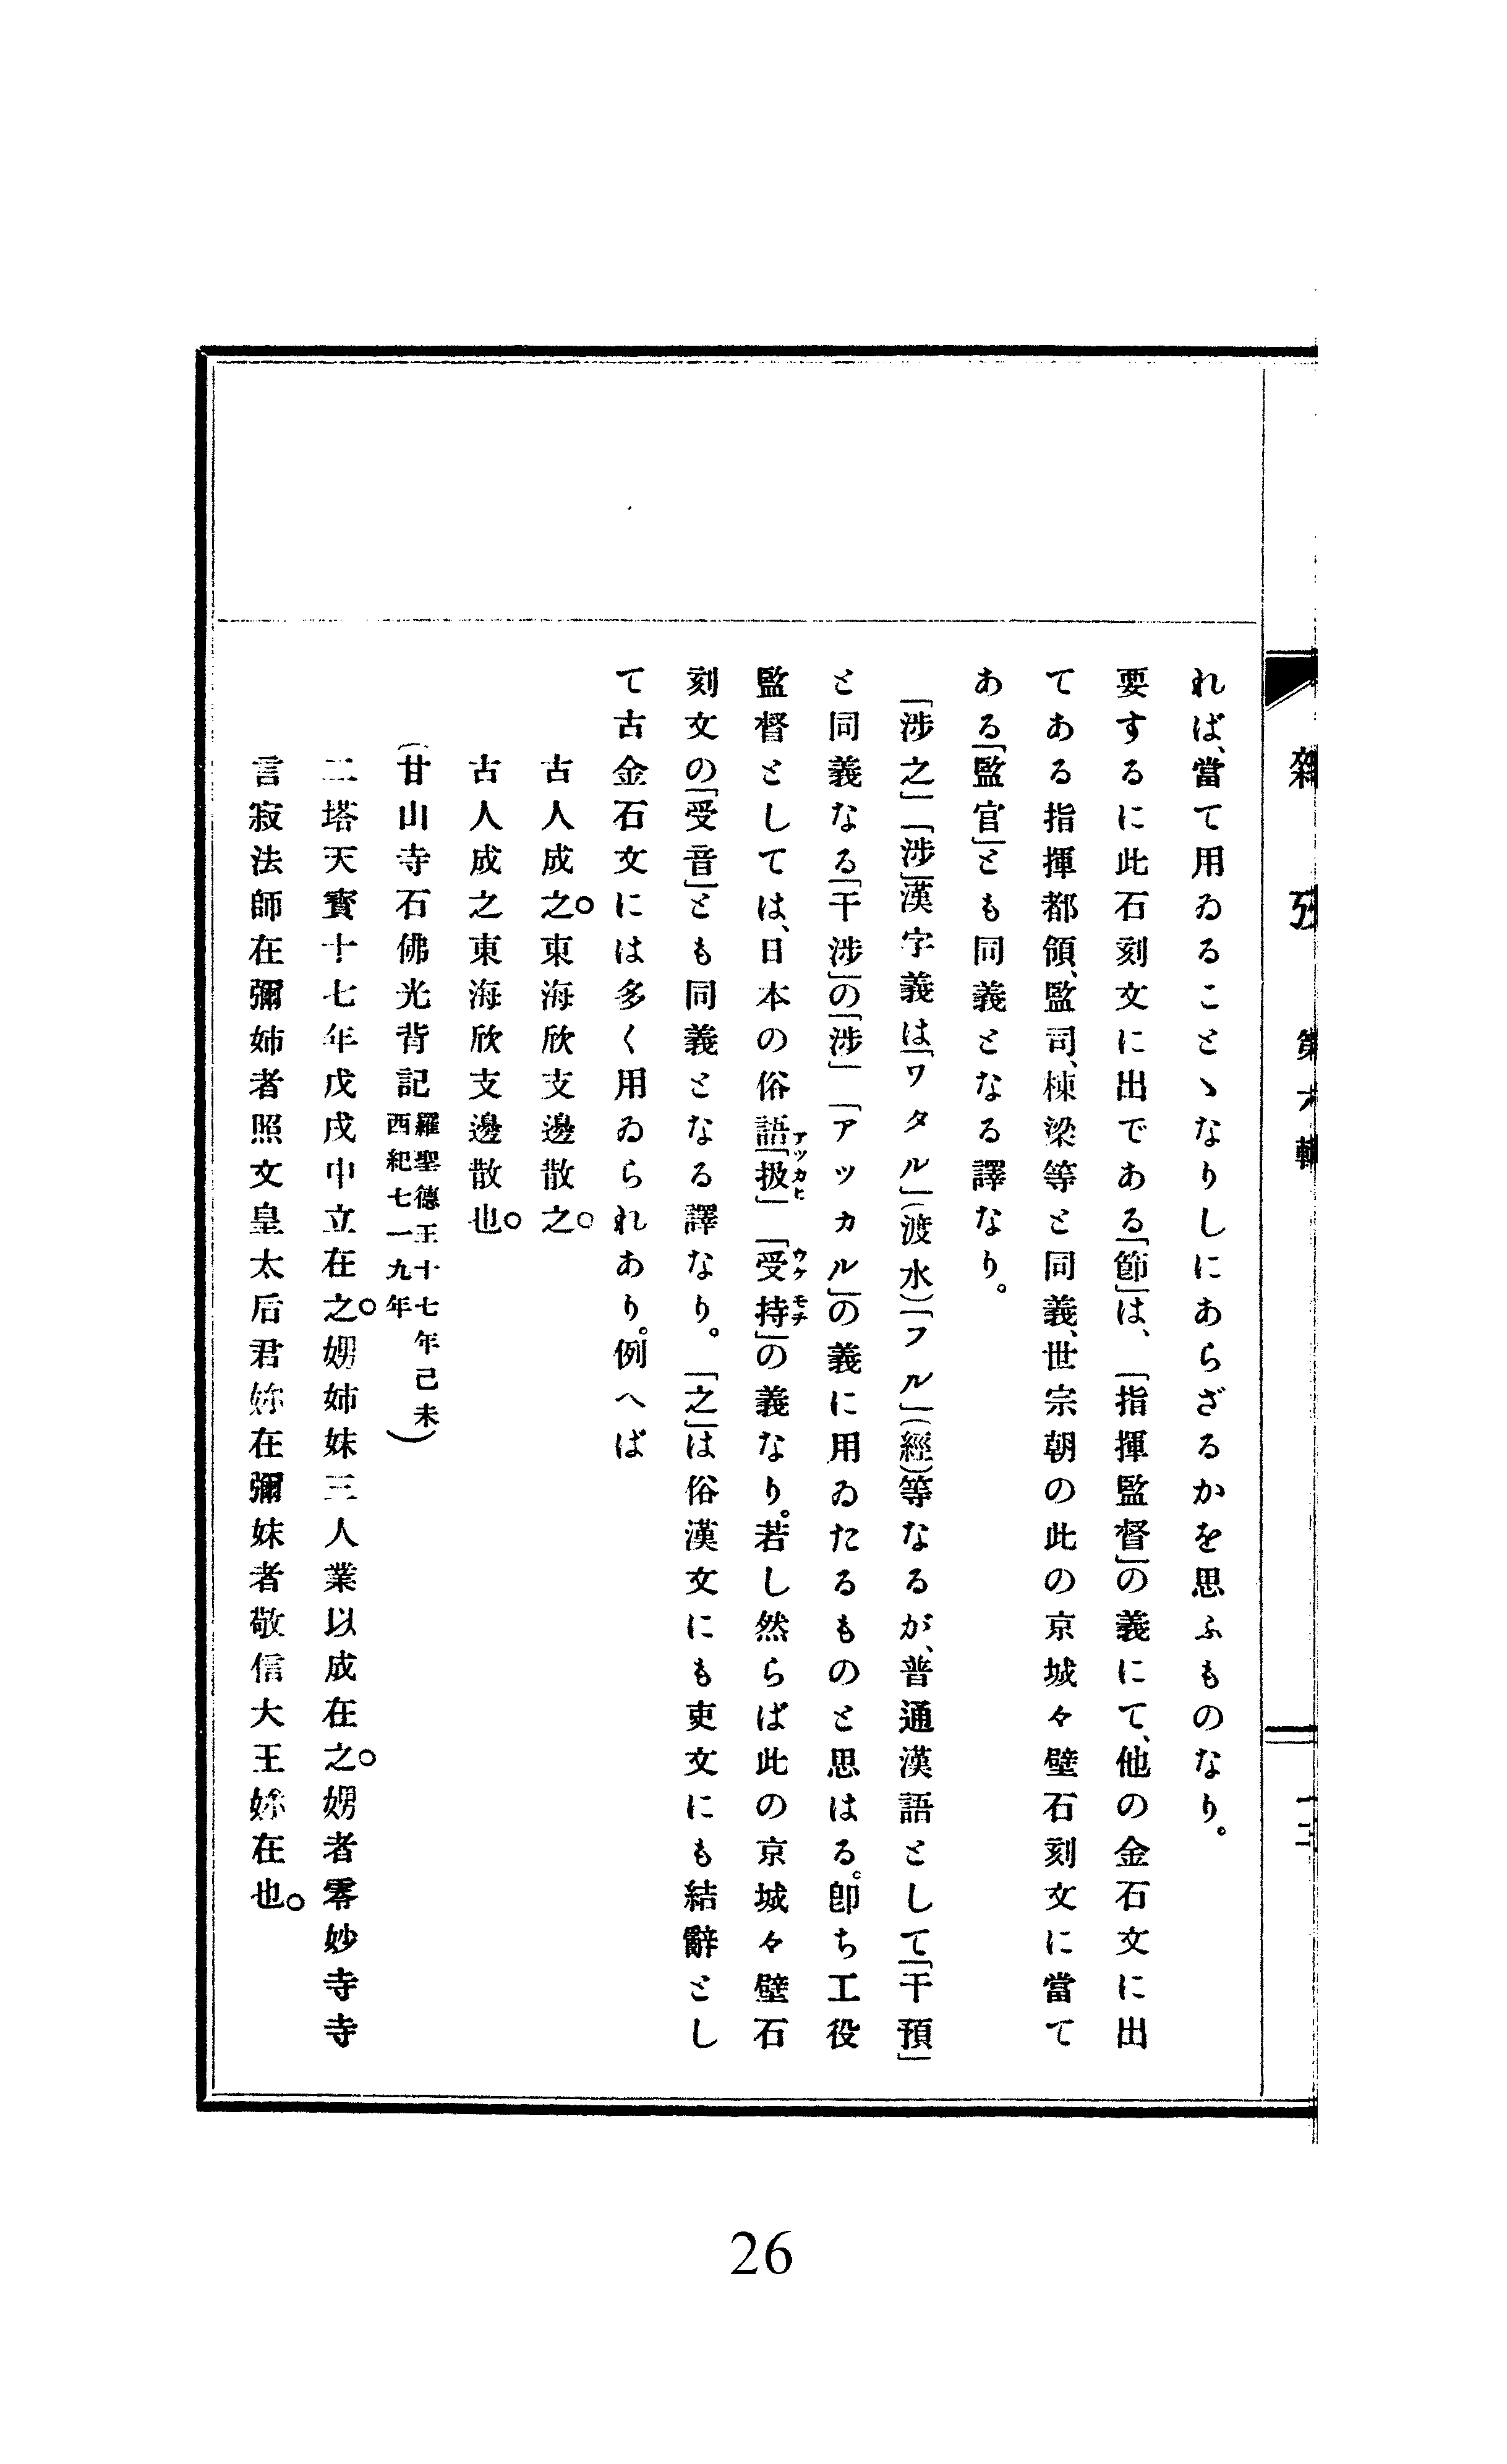 雜攷 第六輯 一二
れば、當て用ゐることゝなりしにあらざるかを思ふものなり。
要するに此石刻文に出である「節」は、「指揮監督」の義にて、他の金石文に出
てある指揮都領、監司、棟梁等と同義、世宗朝の此の京城々壁石刻文に當て
ある「監官」とも同義となる譯なり。
「涉之」「涉」漢字義は「ワタル」(渡水)「フル」(經)等なるが、普通漢語として「干預」
と同義なる「干涉」の「涉」「アツカル」の義に用ゐたるものと思はる。卽ち工役
監督としては、日本の俗語「扱」「受持」の義なり。若し然らば此の京城々壁石
アツカヒ ウケモチ
刻文の「受音」とも同義となる譯なり。「之」は俗漢文にも吏文にも結辭とし
て古金石文には多く用ゐられあり。例へば
古人成之。東海欣支邊散之。
古人成之東海欣支邊散也。
(甘山寺石佛光背記 羅聖德王十七年己未 西紀七一九年)
二塔天寶十七年戊戌中立在之。娚姉妹三人業以成在之。娚者零妙寺寺
言寂法師在彌姉者照文皇太后君妳在彌妹者敬信大王妳在也。
26